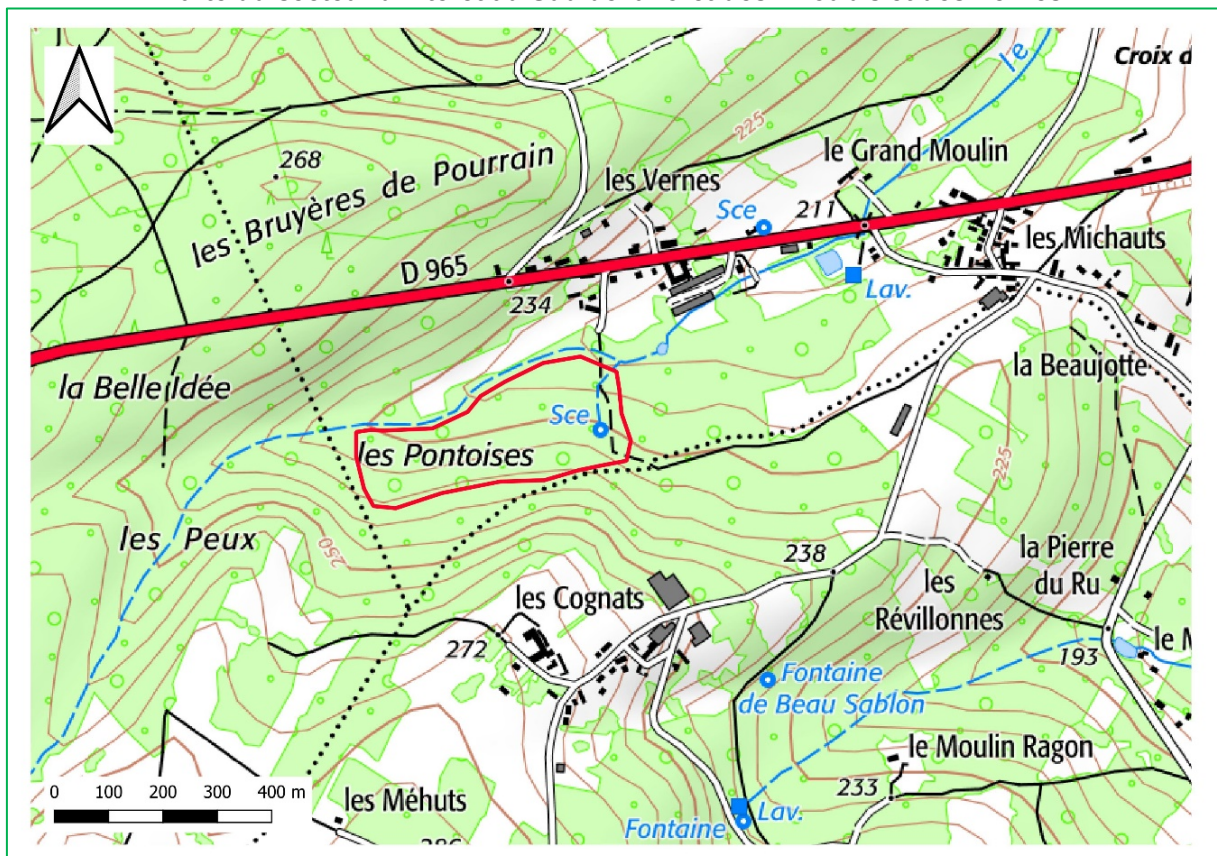 Croix d
le
225
le Grand Moulin
268
les Bruyères de Pourrain
les Vernes
Sce
211
les Michauts
D 965
234
Lav.
la Belle Idée
la Beaujotte
Sce
les Pontoises
225
les Peux
250
238
la Pierre
du Ru
les Cognats
les
Révillonnes
272
193
le M
Fontaine
de Beau Sablon
le Moulin Ragon
0 100 200 300 400 m
les Méhuts
233
Lav.
Fontaine